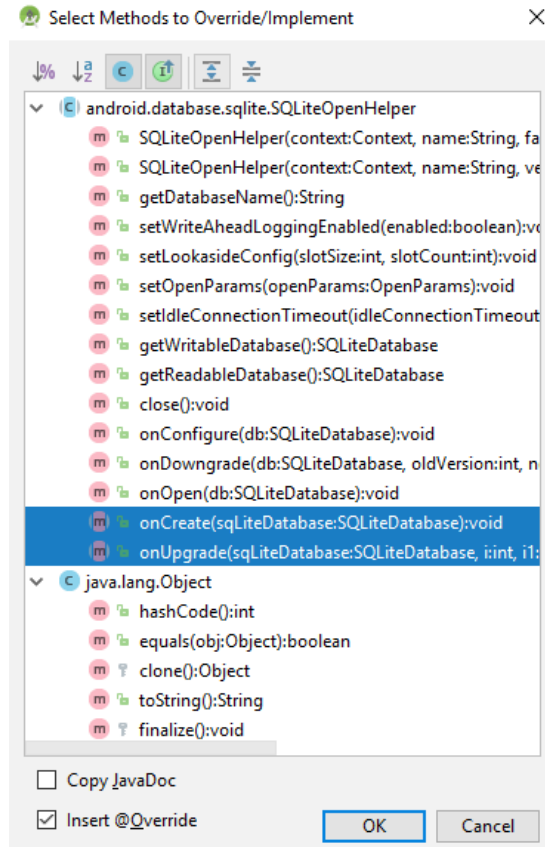 Select Methods to Override/Implement
android.database.sqlite.SQLiteOpenHelper
m SQLiteOpenHelper(context:Context, name:String, fa
m SQLiteOpenHelper(context:Context, name:String, ve
m getDatabaseName():String
m setWriteAheadLoggingEnabled(enabled:boolean):vo
m setLookasideConfig(slotSize:int, slotCount:int):void
m setOpenParams(openParams:OpenParams):void
m setIdleConnectionTimeout(idleConnectionTimeout
m getWritableDatabase():SQLiteDatabase
m getReadableDatabase():SQLiteDatabase
m close():void
m onConfigure(db:SQLiteDatabase):void
m onDowngrade(db:SQLiteDatabase, oldVersion:int, n
m onOpen(db:SQLiteDatabase):void
m onCreate(sqLiteDatabase:SQLiteDatabase):void
m onUpgrade(sqLiteDatabase:SQLiteDatabase, i:int, i1:
C java.lang.Object
m hashCode():int
m equals(obj:Object):boolean
m clone():Object
m toString():String
m finalize():void
Copy JavaDoc
Insert @Override
OK Cancel